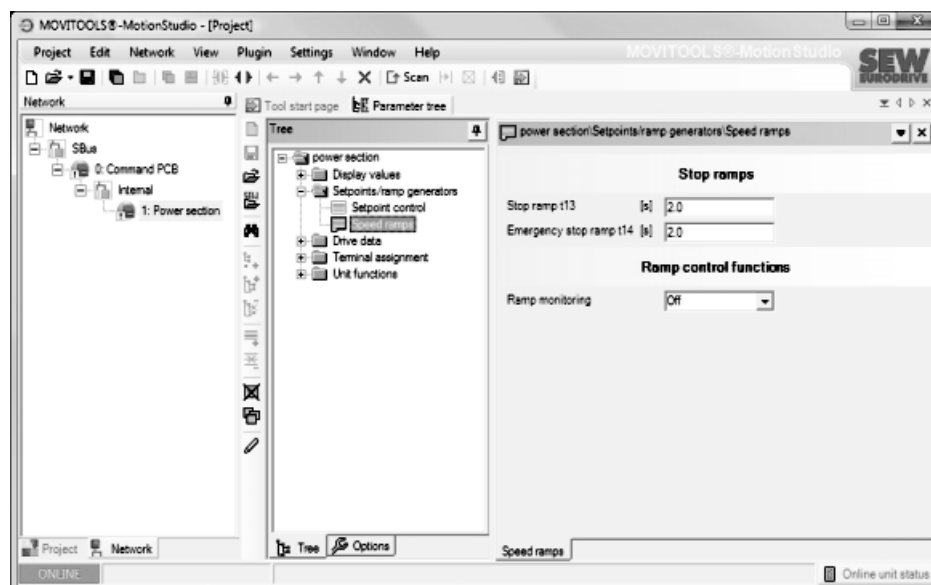 MOVITOOLS®-MotionStudio - [Project]
Project Edit Network View Plugin Settings Window Help
MOVITOOLS®-MotionStudio
SEW
EURODRIVE
Scan
Network
Tool start page Parameter tree
Network
SBus
0: Command PCB
Internal
1: Power section
Tree
power section
Display values
Setpoints/ramp generators
Setpoint control
Speed ramps
Drive data
Terminal assignment
Unit functions
power section\Setpoints/ramp generators\Speed ramps
Stop ramps
Stop ramp t13 [s] 2.0
Emergency stop ramp t14 [s] 2.0
Ramp control functions
Ramp monitoring Off
Project Network
Tree Options
Speed ramps
ONLINE
Online unit status